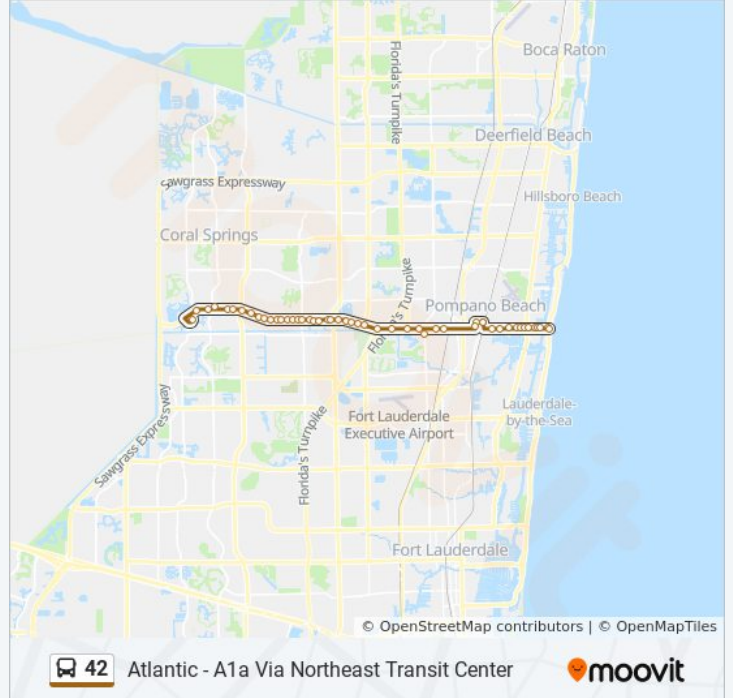 Boca Raton
Florida's Turnpike
Deerfield Beach
Sawgrass Expressway
Hillsboro Beach
Coral Springs
Florida's Turnpike
Pompano Beach
Sawgrass Expressway
Lauderdale-
by-the-Sea
Fort Lauderdale
Executive Airport
Florida's Turnpike
Fort Lauderdale
© OpenStreetMap contributors | © OpenMapTiles
42 Atlantic - A1a Via Northeast Transit Center moovit